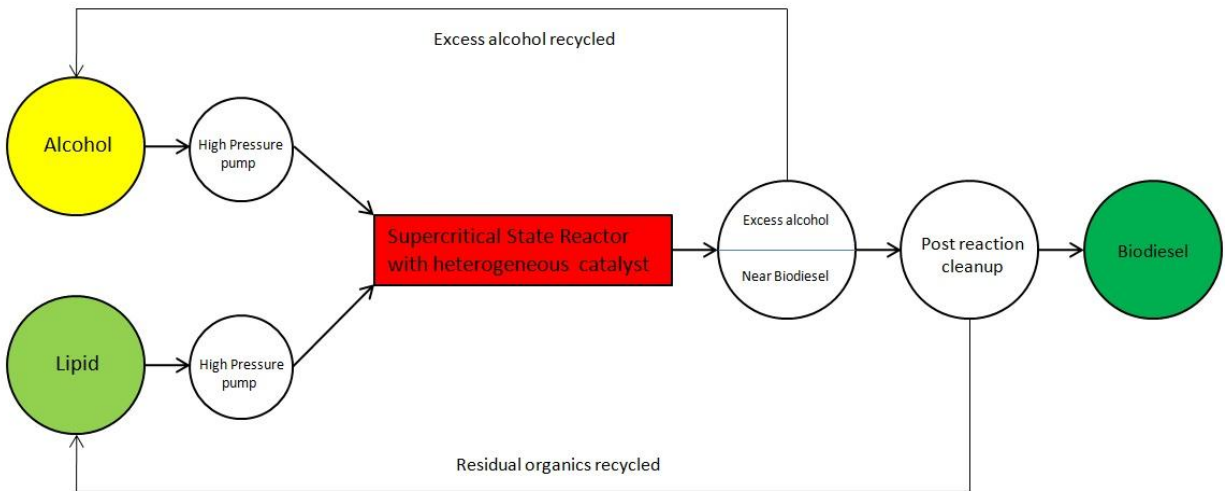 Excess alcohol recycled
Alcohol
High Pressure
pump
Supercritical State Reactor
with heterogeneous catalyst
Excess alcohol
Near Biodiesel
Post reaction
cleanup
Biodiesel
Lipid
High Pressure
pump
Residual organics recycled